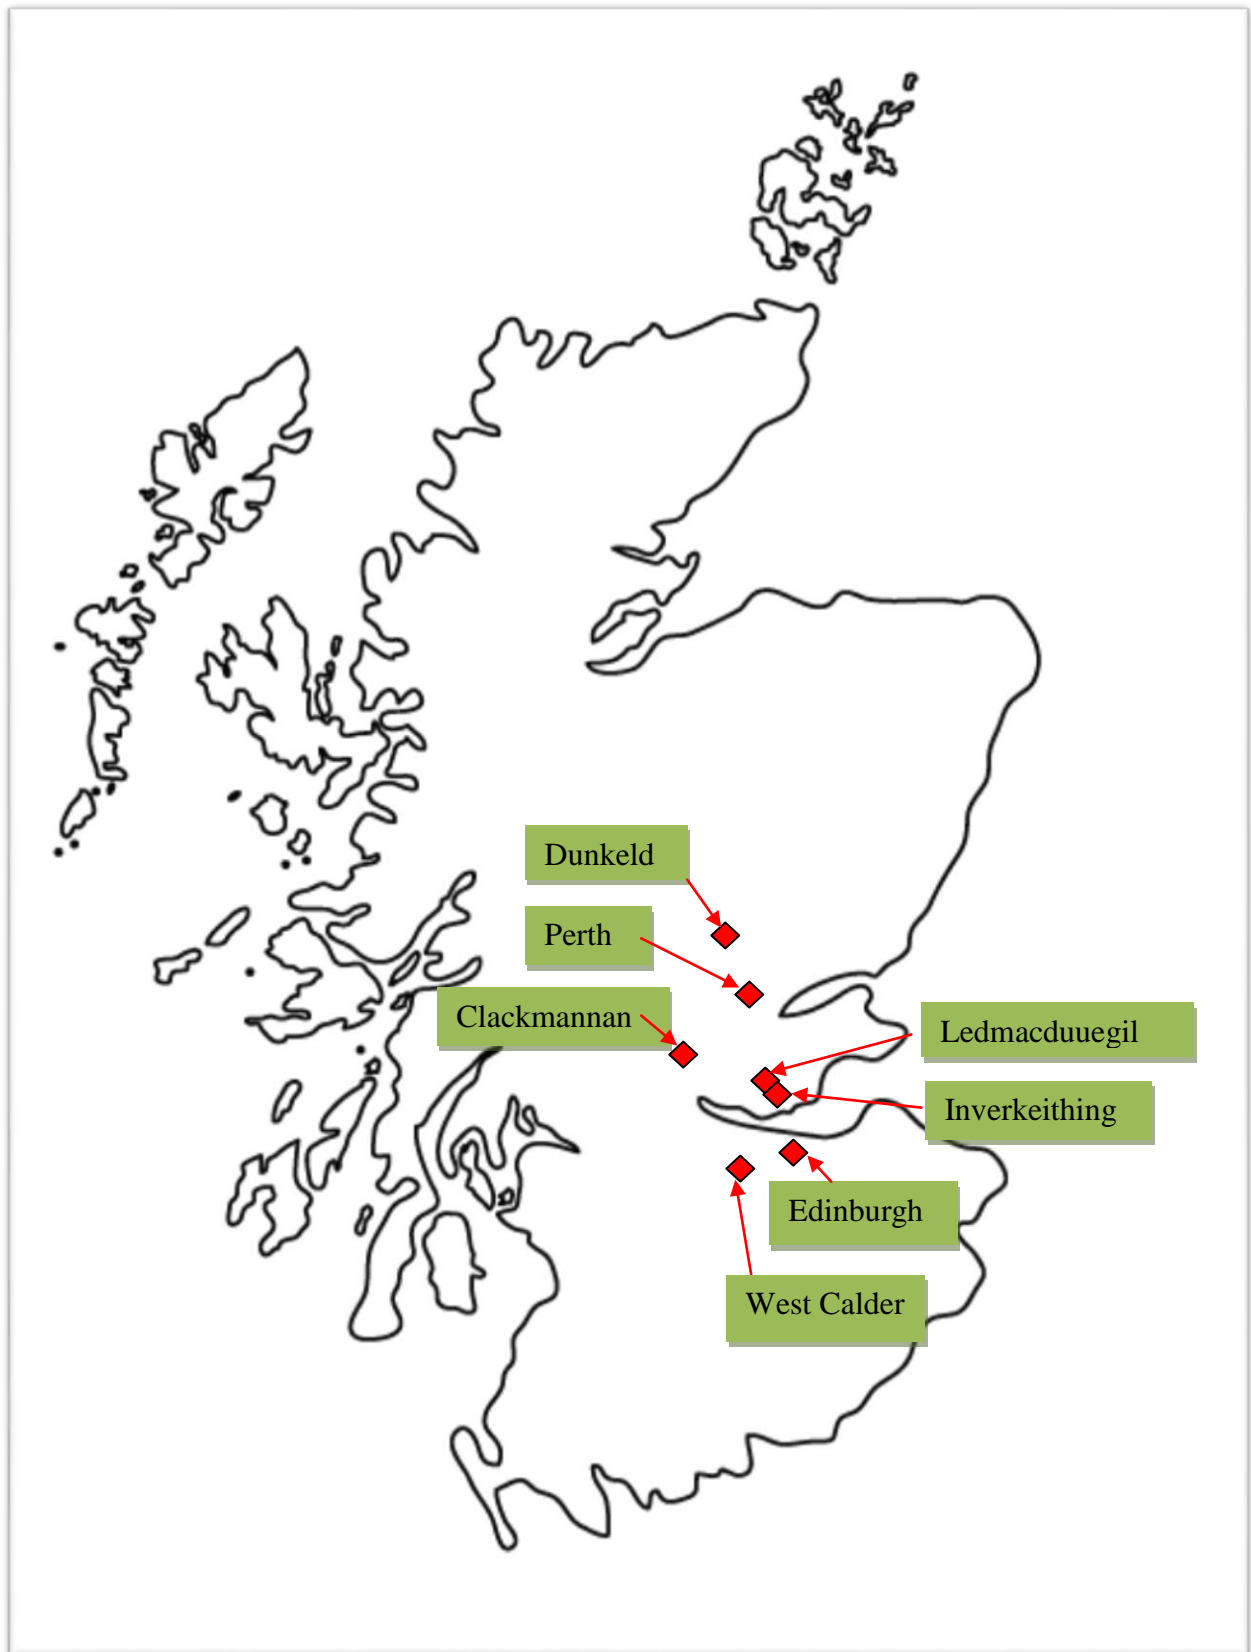 Dunkeld
Perth
Clackmannan
Ledmacduuegil
Inverkeithing
Edinburgh
West Calder